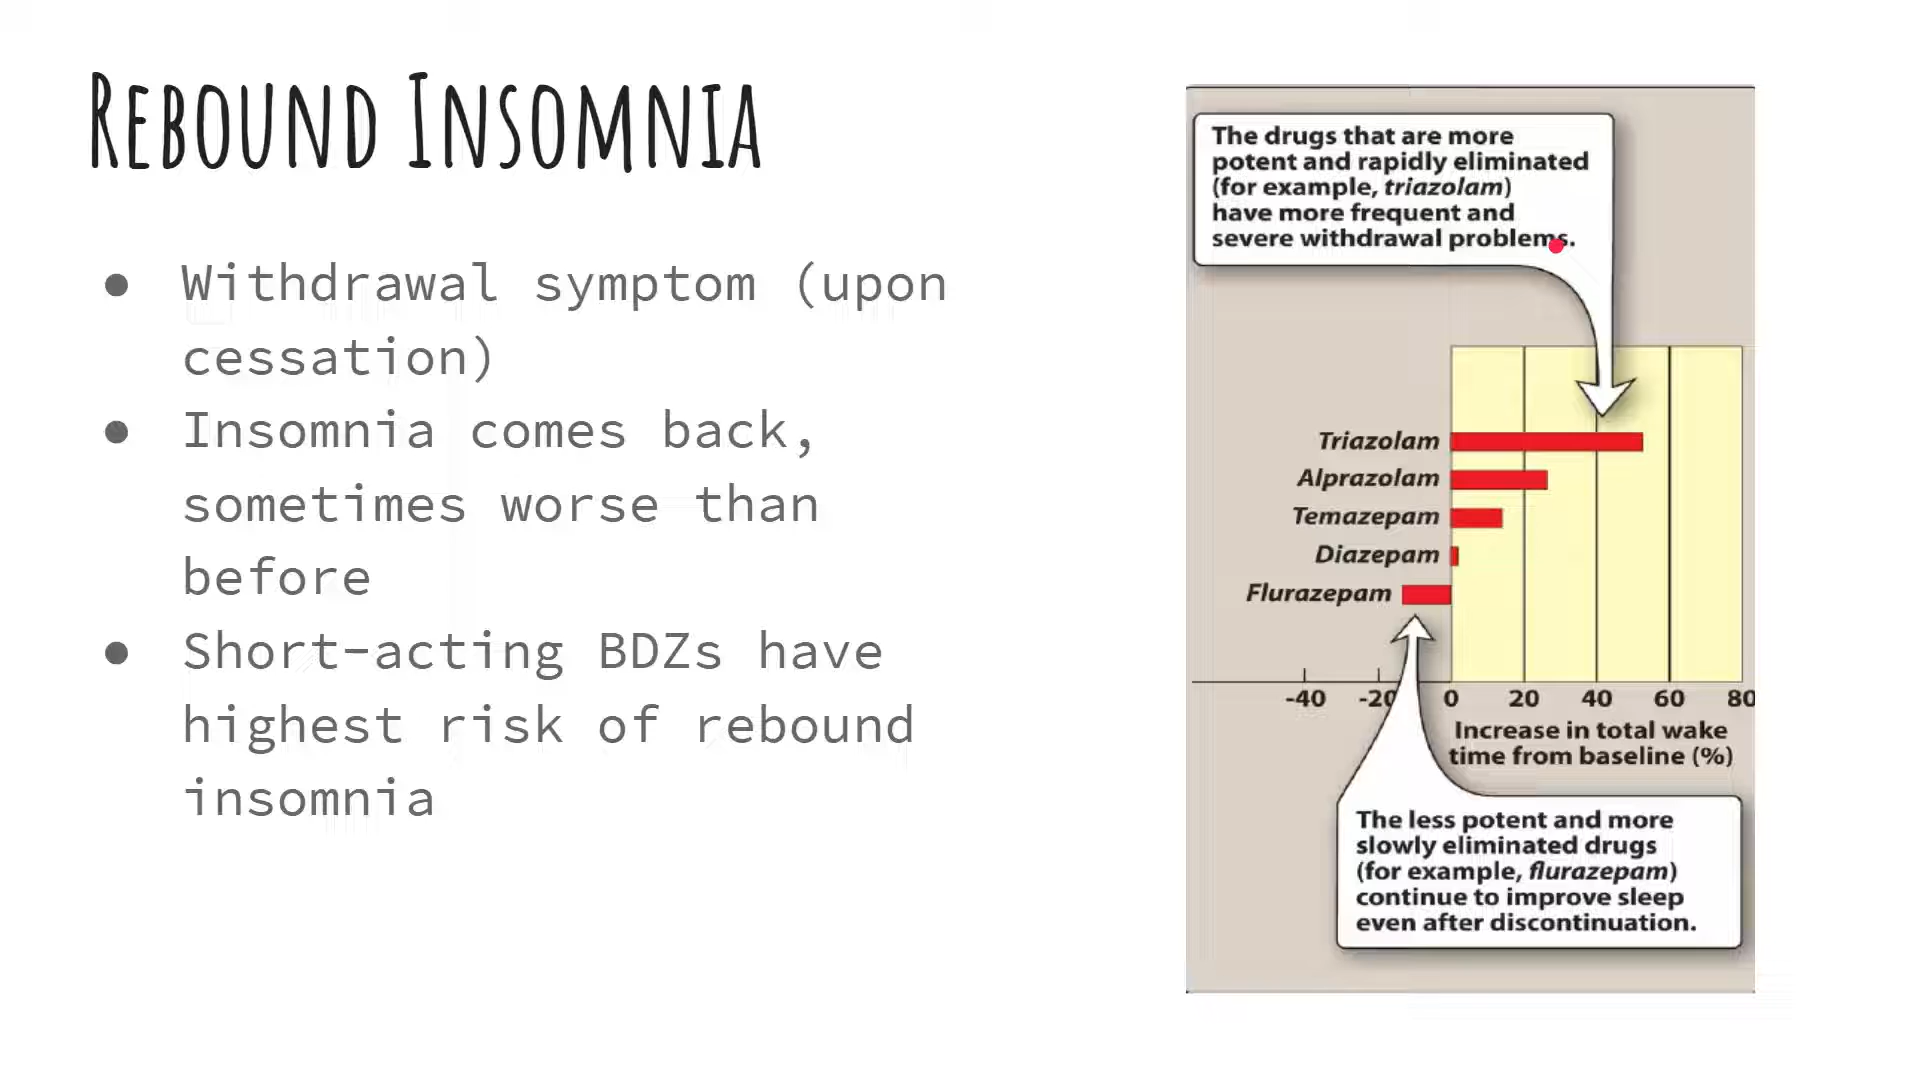 REBOUND INSOMNIA
● Withdrawal symptom (upon
cessation)
● Insomnia comes back,
sometimes worse than
before
● Short-acting BDZs have
highest risk of rebound
insomnia
The drugs that are more
potent and rapidly eliminated
(for example, triazolam)
have more frequent and
severe withdrawal problems.
Triazolam
Alprazolam
Temazepam
Diazepam
Flurazepam
-40 -20 0 20 40 60 80
Increase in total wake
time from baseline (%)
The less potent and more
slowly eliminated drugs
(for example, flurazepam)
continue to improve sleep
even after discontinuation.